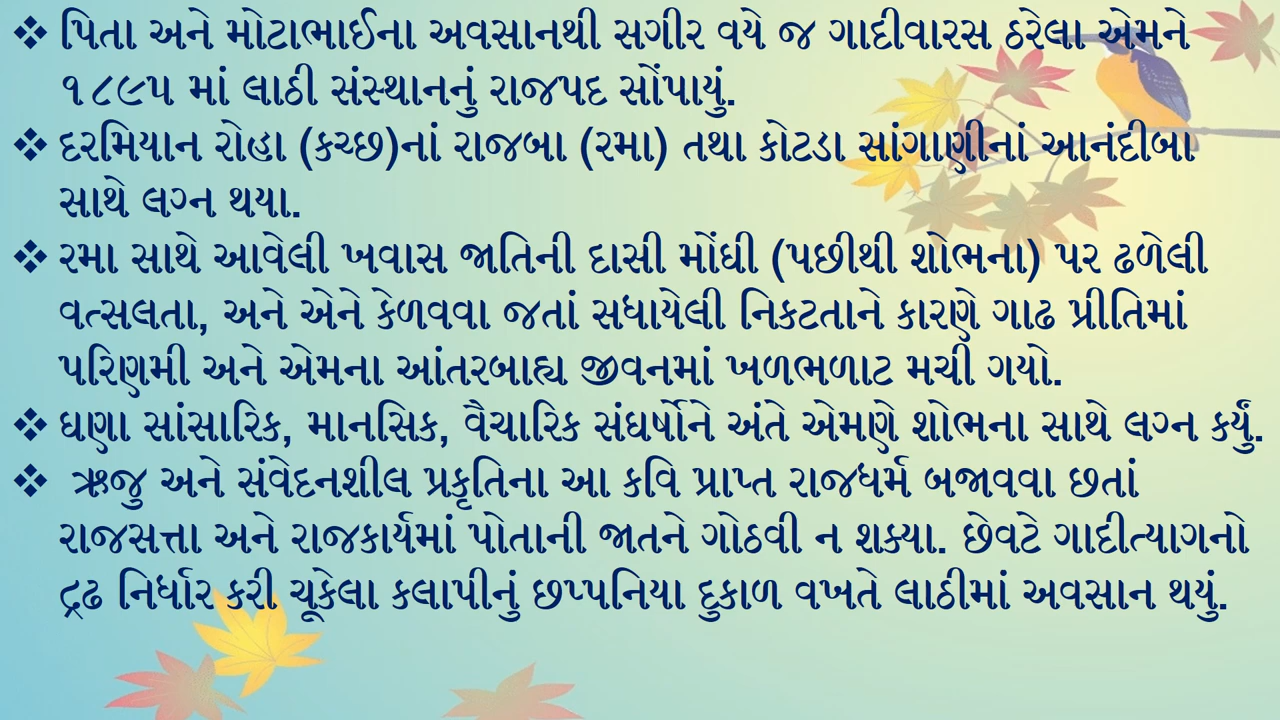 ❖ પિતા અને મોટાભાઈના અવસાનથી સગીર વયે જ ગાદીવારસ ઠરેલા એમને
૧૮૯૫ માં લાઠી સંસ્થાનનું રાજપદ સોંપાયું.
❖ દરમિયાન રોહા (કચ્છ)નાં રાજબા (રમા) તથા કોટડા સાંગાણીનાં આનંદીબા
સાથે લગ્ન થયા.
❖ રમા સાથે આવેલી ખવાસ જાતિની દાસી મોંઘી (પછીથી શોભના) પર ઢળેલી
વત્સલતા, અને એને કેળવવા જતાં સધાયેલી નિકટતાને કારણે ગાઢ પ્રીતિમાં
પરિણમી અને એમના આંતરબાહ્ય જીવનમાં ખળભળાટ મચી ગયો.
❖ ઘણા સાંસારિક, માનસિક, વૈચારિક સંઘર્ષોને અંતે એમણે શોભના સાથે લગ્ન કર્યું.
❖ ઋજુ અને સંવેદનશીલ પ્રકૃતિના આ કવિ પ્રાપ્ત રાજધર્મ બજાવવા છતાં
રાજસત્તા અને રાજકાર્યમાં પોતાની જાતને ગોઠવી ન શક્યા. છેવટે ગાદીત્યાગનો
દ્રઢ નિર્ધાર કરી ચૂકેલા કલાપીનું છપ્પનિયા દુકાળ વખતે લાઠીમાં અવસાન થયું.